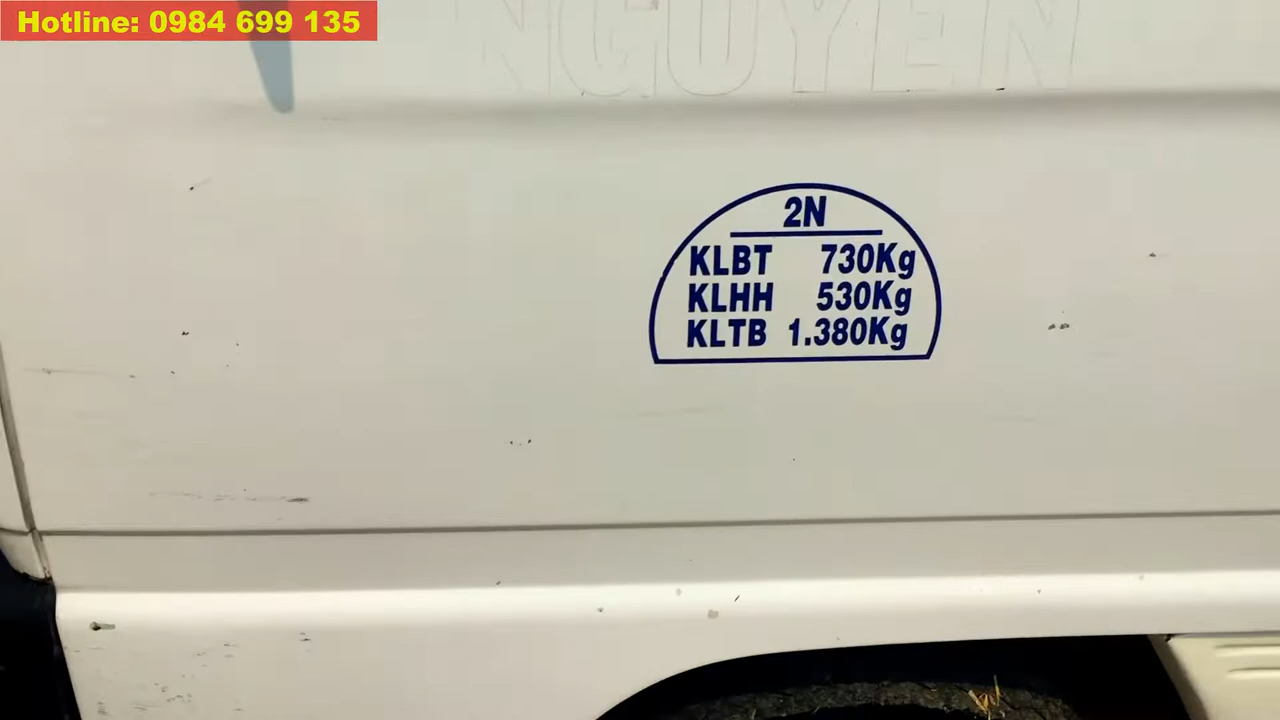 Hotline: 0984 699 135
NGUYEN
2N
KLBT 730Kg
KLHH 530Kg
KLTB 1.380Kg